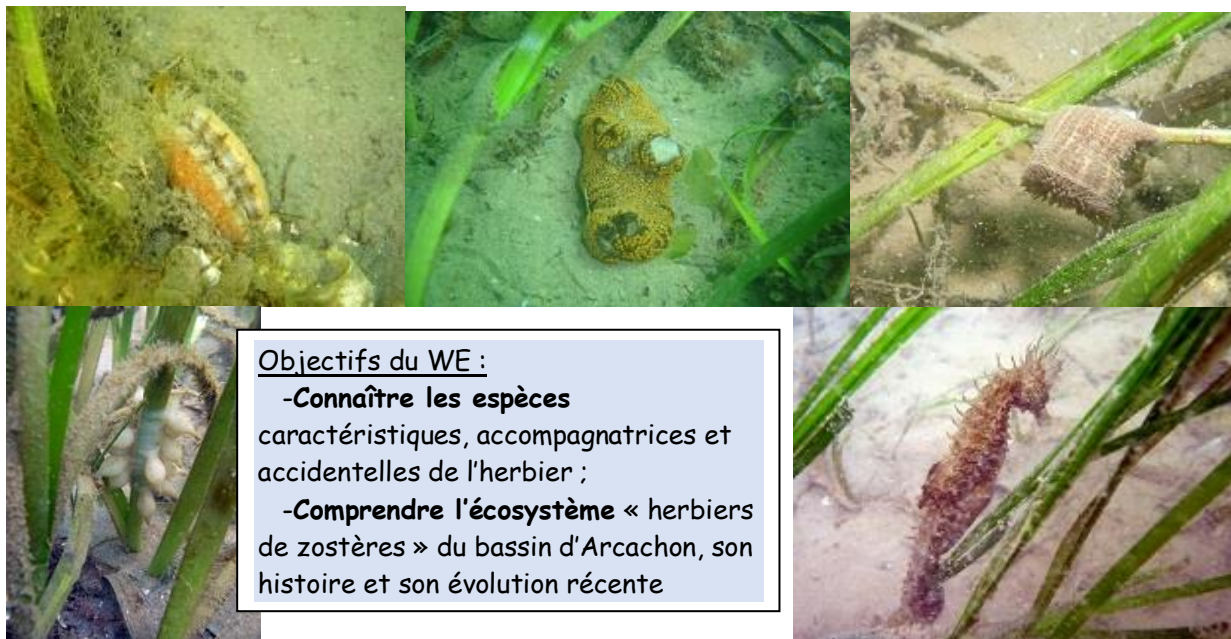 Objectifs du WE :
-Connaître les espèces
caractéristiques, accompagnatrices et
accidentelles de l’herbier ;
-Comprendre l’écosystème « herbiers
de zostères » du bassin d’Arcachon, son
histoire et son évolution récente